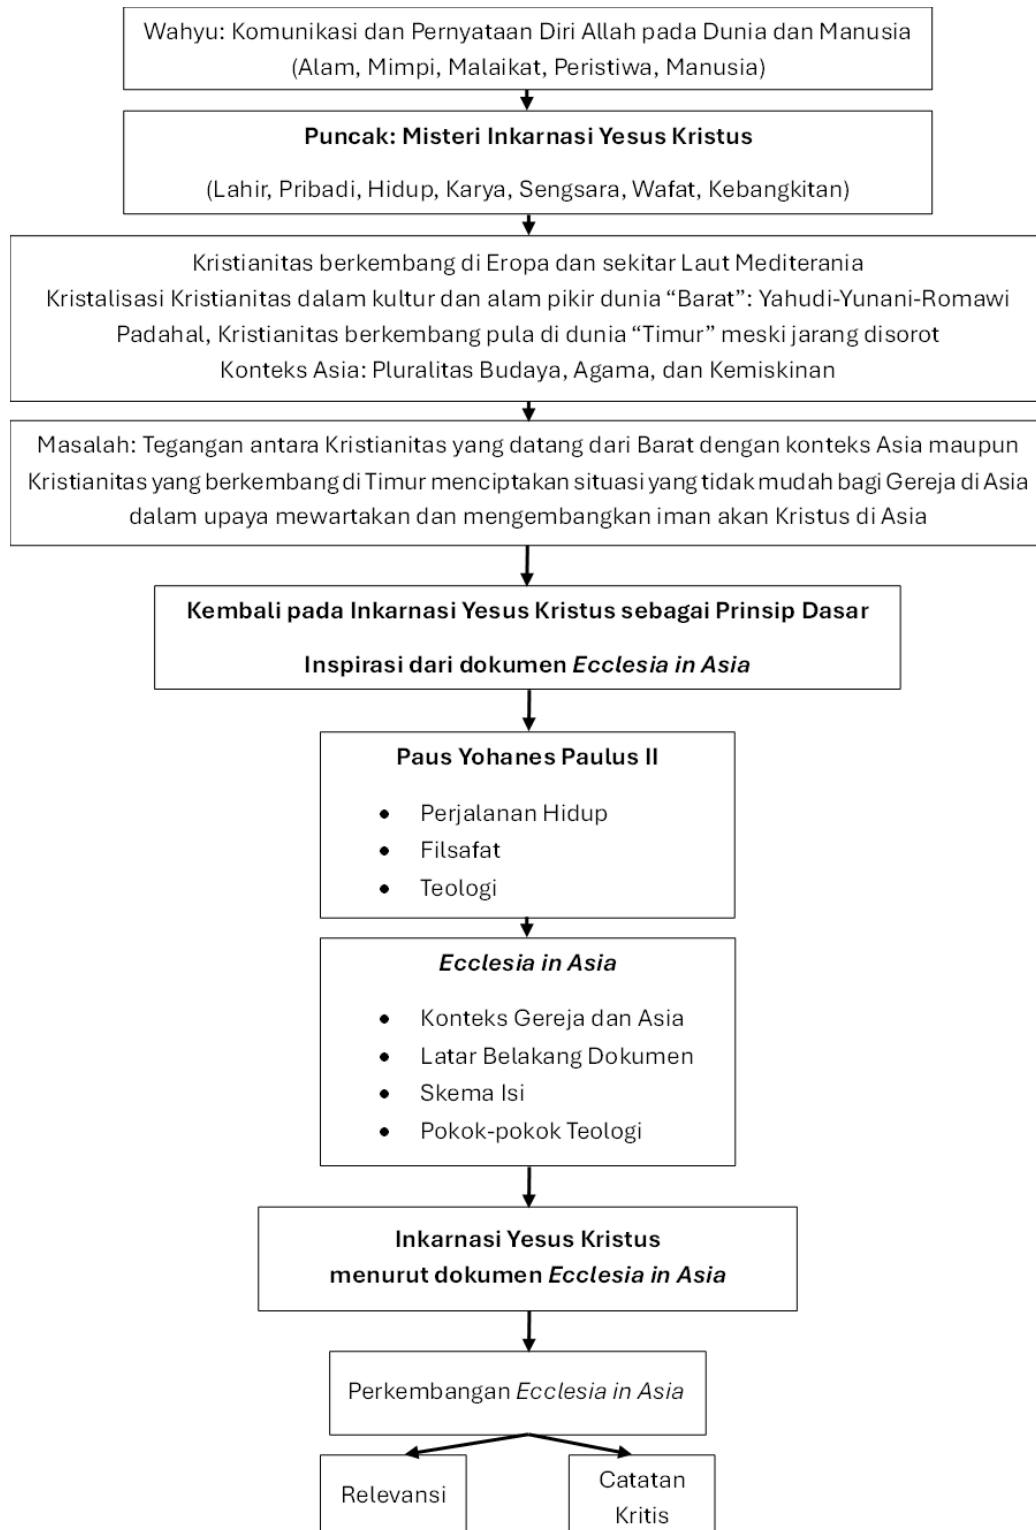 Wahyu: Komunikasi dan Pernyataan Diri Allah pada Dunia dan Manusia
(Alam, Mimpi, Malaikat, Peristiwa, Manusia)
Puncak: Misteri Inkarnasi Yesus Kristus
(Lahir, Pribadi, Hidup, Karya, Sengsara, Wafat, Kebangkitan)
Kristianitas berkembang di Eropa dan sekitar Laut Mediterania
Kristalisasi Kristianitas dalam kultur dan alam pikir dunia “Barat”: Yahudi-Yunani-Romawi
Padahal, Kristianitas berkembang pula di dunia “Timur” meski jarang disorot
Konteks Asia: Pluralitas Budaya, Agama, dan Kemiskinan
Masalah: Tegangan antara Kristianitas yang datang dari Barat dengan konteks Asia maupun
Kristianitas yang berkembang di Timur menciptakan situasi yang tidak mudah bagi Gereja di Asia
dalam upaya mewartakan dan mengembangkan iman akan Kristus di Asia
Kembali pada Inkarnasi Yesus Kristus sebagai Prinsip Dasar
Inspirasi dari dokumen Ecclesia in Asia
Paus Yohanes Paulus II
• Perjalanan Hidup
• Filsafat
• Teologi
Ecclesia in Asia
• Konteks Gereja dan Asia
• Latar Belakang Dokumen
• Skema Isi
• Pokok-pokok Teologi
Inkarnasi Yesus Kristus
menurut dokumen Ecclesia in Asia
Perkembangan Ecclesia in Asia
Relevansi
Catatan
Kritis